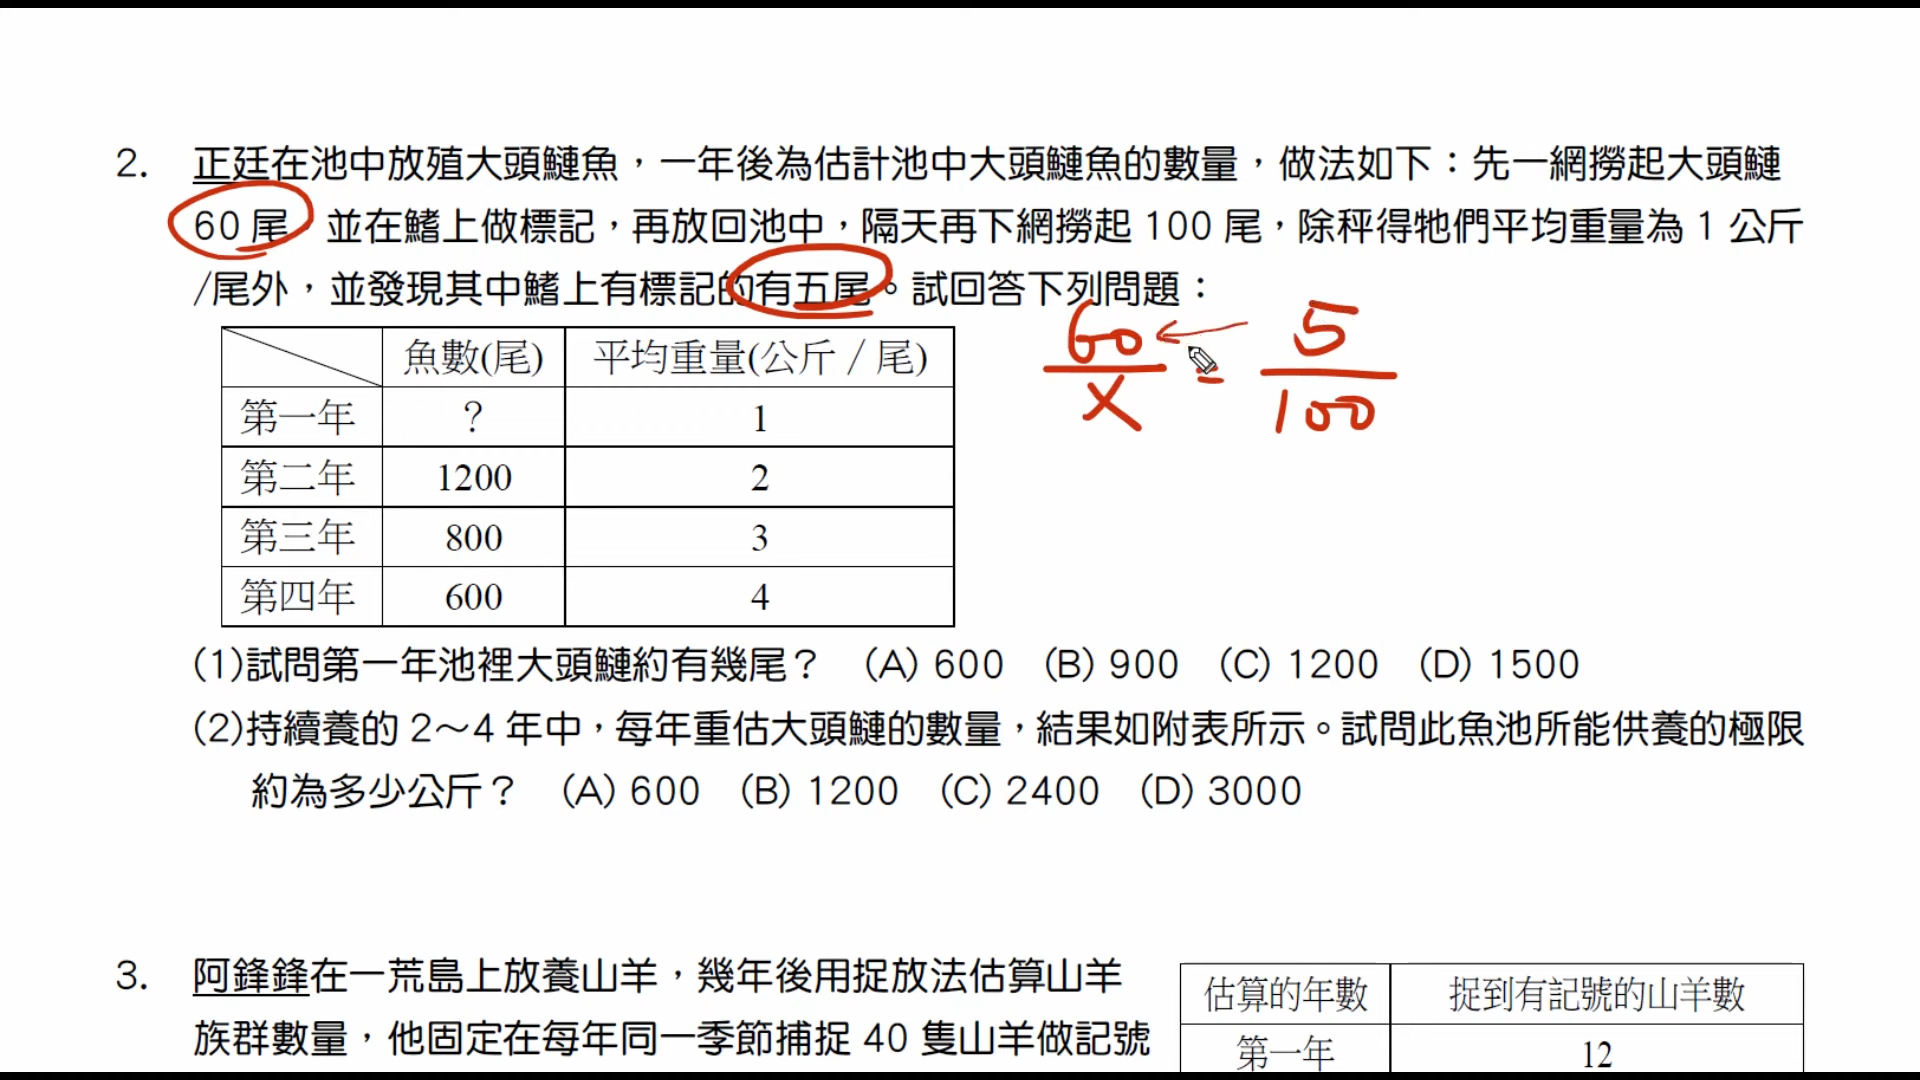 2. 正廷在池中放殖大頭鰱魚，一年後為估計池中大頭鰱魚的數量，做法如下：先一網撈起大頭鰱
60 尾，並在鰭上做標記，再放回池中，隔天再下網撈起 100 尾，除秤得牠們平均重量為 1 公斤
/尾外，並發現其中鰭上有標記的有五尾。試回答下列問題：
60/x = 5/100
魚數(尾) 平均重量(公斤／尾)
第一年 ？ 1
第二年 1200 2
第三年 800 3
第四年 600 4
(1)試問第一年池裡大頭鰱約有幾尾？ (A) 600 (B) 900 (C) 1200 (D) 1500
(2)持續養的 2～4 年中，每年重估大頭鰱的數量，結果如附表所示。試問此魚池所能供養的極限
約為多少公斤？ (A) 600 (B) 1200 (C) 2400 (D) 3000
3. 阿鋒鋒在一荒島上放養山羊，幾年後用捉放法估算山羊
族群數量，他固定在每年同一季節捕捉 40 隻山羊做記號
估算的年數 捉到有記號的山羊數
第一年 12